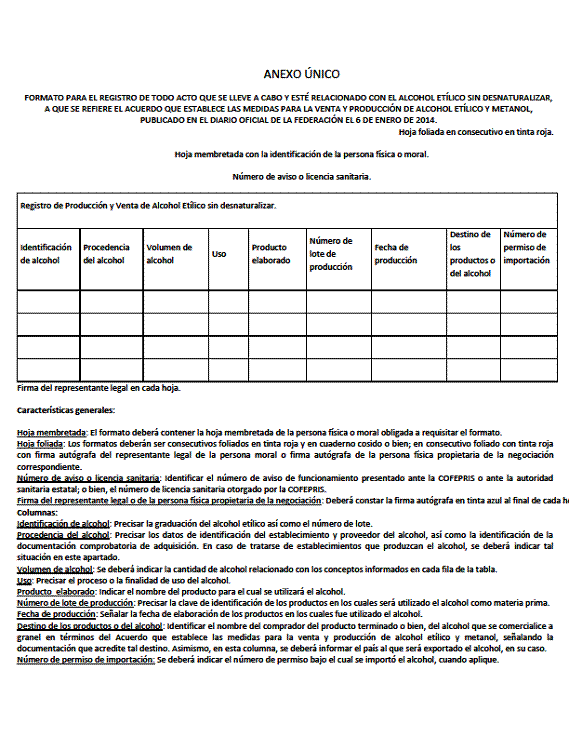 ANEXO ÚNICO
FORMATO PARA EL REGISTRO DE TODO ACTO QUE SE LLEVE A CABO Y ESTÉ RELACIONADO CON EL ALCOHOL ETÍLICO SIN DESNATURALIZAR,
A QUE SE REFIERE EL ACUERDO QUE ESTABLECE LAS MEDIDAS PARA LA VENTA Y PRODUCCIÓN DE ALCOHOL ETÍLICO Y METANOL,
PUBLICADO EN EL DIARIO OFICIAL DE LA FEDERACIÓN EL 6 DE ENERO DE 2014.
Hoja foliada en consecutivo en tinta roja.
Hoja membretada con la identificación de la persona física o moral.
Número de aviso o licencia sanitaria.
Registro de Producción y Venta de Alcohol Etílico sin desnaturalizar.
Identificación
de alcohol
Procedencia
del alcohol
Volumen de
alcohol
Uso
Producto
elaborado
Número de
lote de
producción
Fecha de
producción
Destino de
los
productos o
del alcohol
Número de
permiso de
importación
Firma del representante legal en cada hoja.
Características generales:
Hoja membretada: El formato deberá contener la hoja membretada de la persona física o moral obligada a requisitar el formato.
Hoja foliada: Los formatos deberán ser consecutivos foliados en tinta roja y en cuaderno cosido o bien; en consecutivo foliado con tinta roja
con firma autógrafa del representante legal de la persona moral o firma autógrafa de la persona física propietaria de la negociación
correspondiente.
Número de aviso o licencia sanitaria: Identificar el número de aviso de funcionamiento presentado ante la COFEPRIS o ante la autoridad
sanitaria estatal; o bien, el número de licencia sanitaria otorgado por la COFEPRIS.
Firma del representante legal o de la persona física propietaria de la negociación: Deberá constar la firma autógrafa en tinta azul al final de cada
Columnas:
Identificación de alcohol: Precisar la graduación del alcohol etílico así como el número de lote.
Procedencia del alcohol: Precisar los datos de identificación del establecimiento y proveedor del alcohol, así como la identificación de la
documentación comprobatoria de adquisición. En caso de tratarse de establecimientos que produzcan el alcohol, se deberá indicar tal
situación en este apartado.
Volumen de alcohol: Se deberá indicar la cantidad de alcohol relacionado con los conceptos informados en cada fila de la tabla.
Uso: Precisar el proceso o la finalidad de uso del alcohol.
Producto elaborado: Indicar el nombre del producto para el cual se utilizará el alcohol.
Número de lote de producción: Precisar la clave de identificación de los productos en los cuales será utilizado el alcohol como materia prima.
Fecha de producción: Señalar la fecha de elaboración de los productos en los cuales fue utilizado el alcohol.
Destino de los productos o del alcohol: Identificar el nombre del comprador del producto terminado o bien, del alcohol que se comercialice a
granel en términos del Acuerdo que establece las medidas para la venta y producción de alcohol etílico y metanol, señalando la
documentación que acredite tal destino. Asimismo, en esta columna, se deberá informar el país al que será exportado el alcohol, en su caso.
Número de permiso de importación: Se deberá indicar el número de permiso bajo el cual se importó el alcohol, cuando aplique.